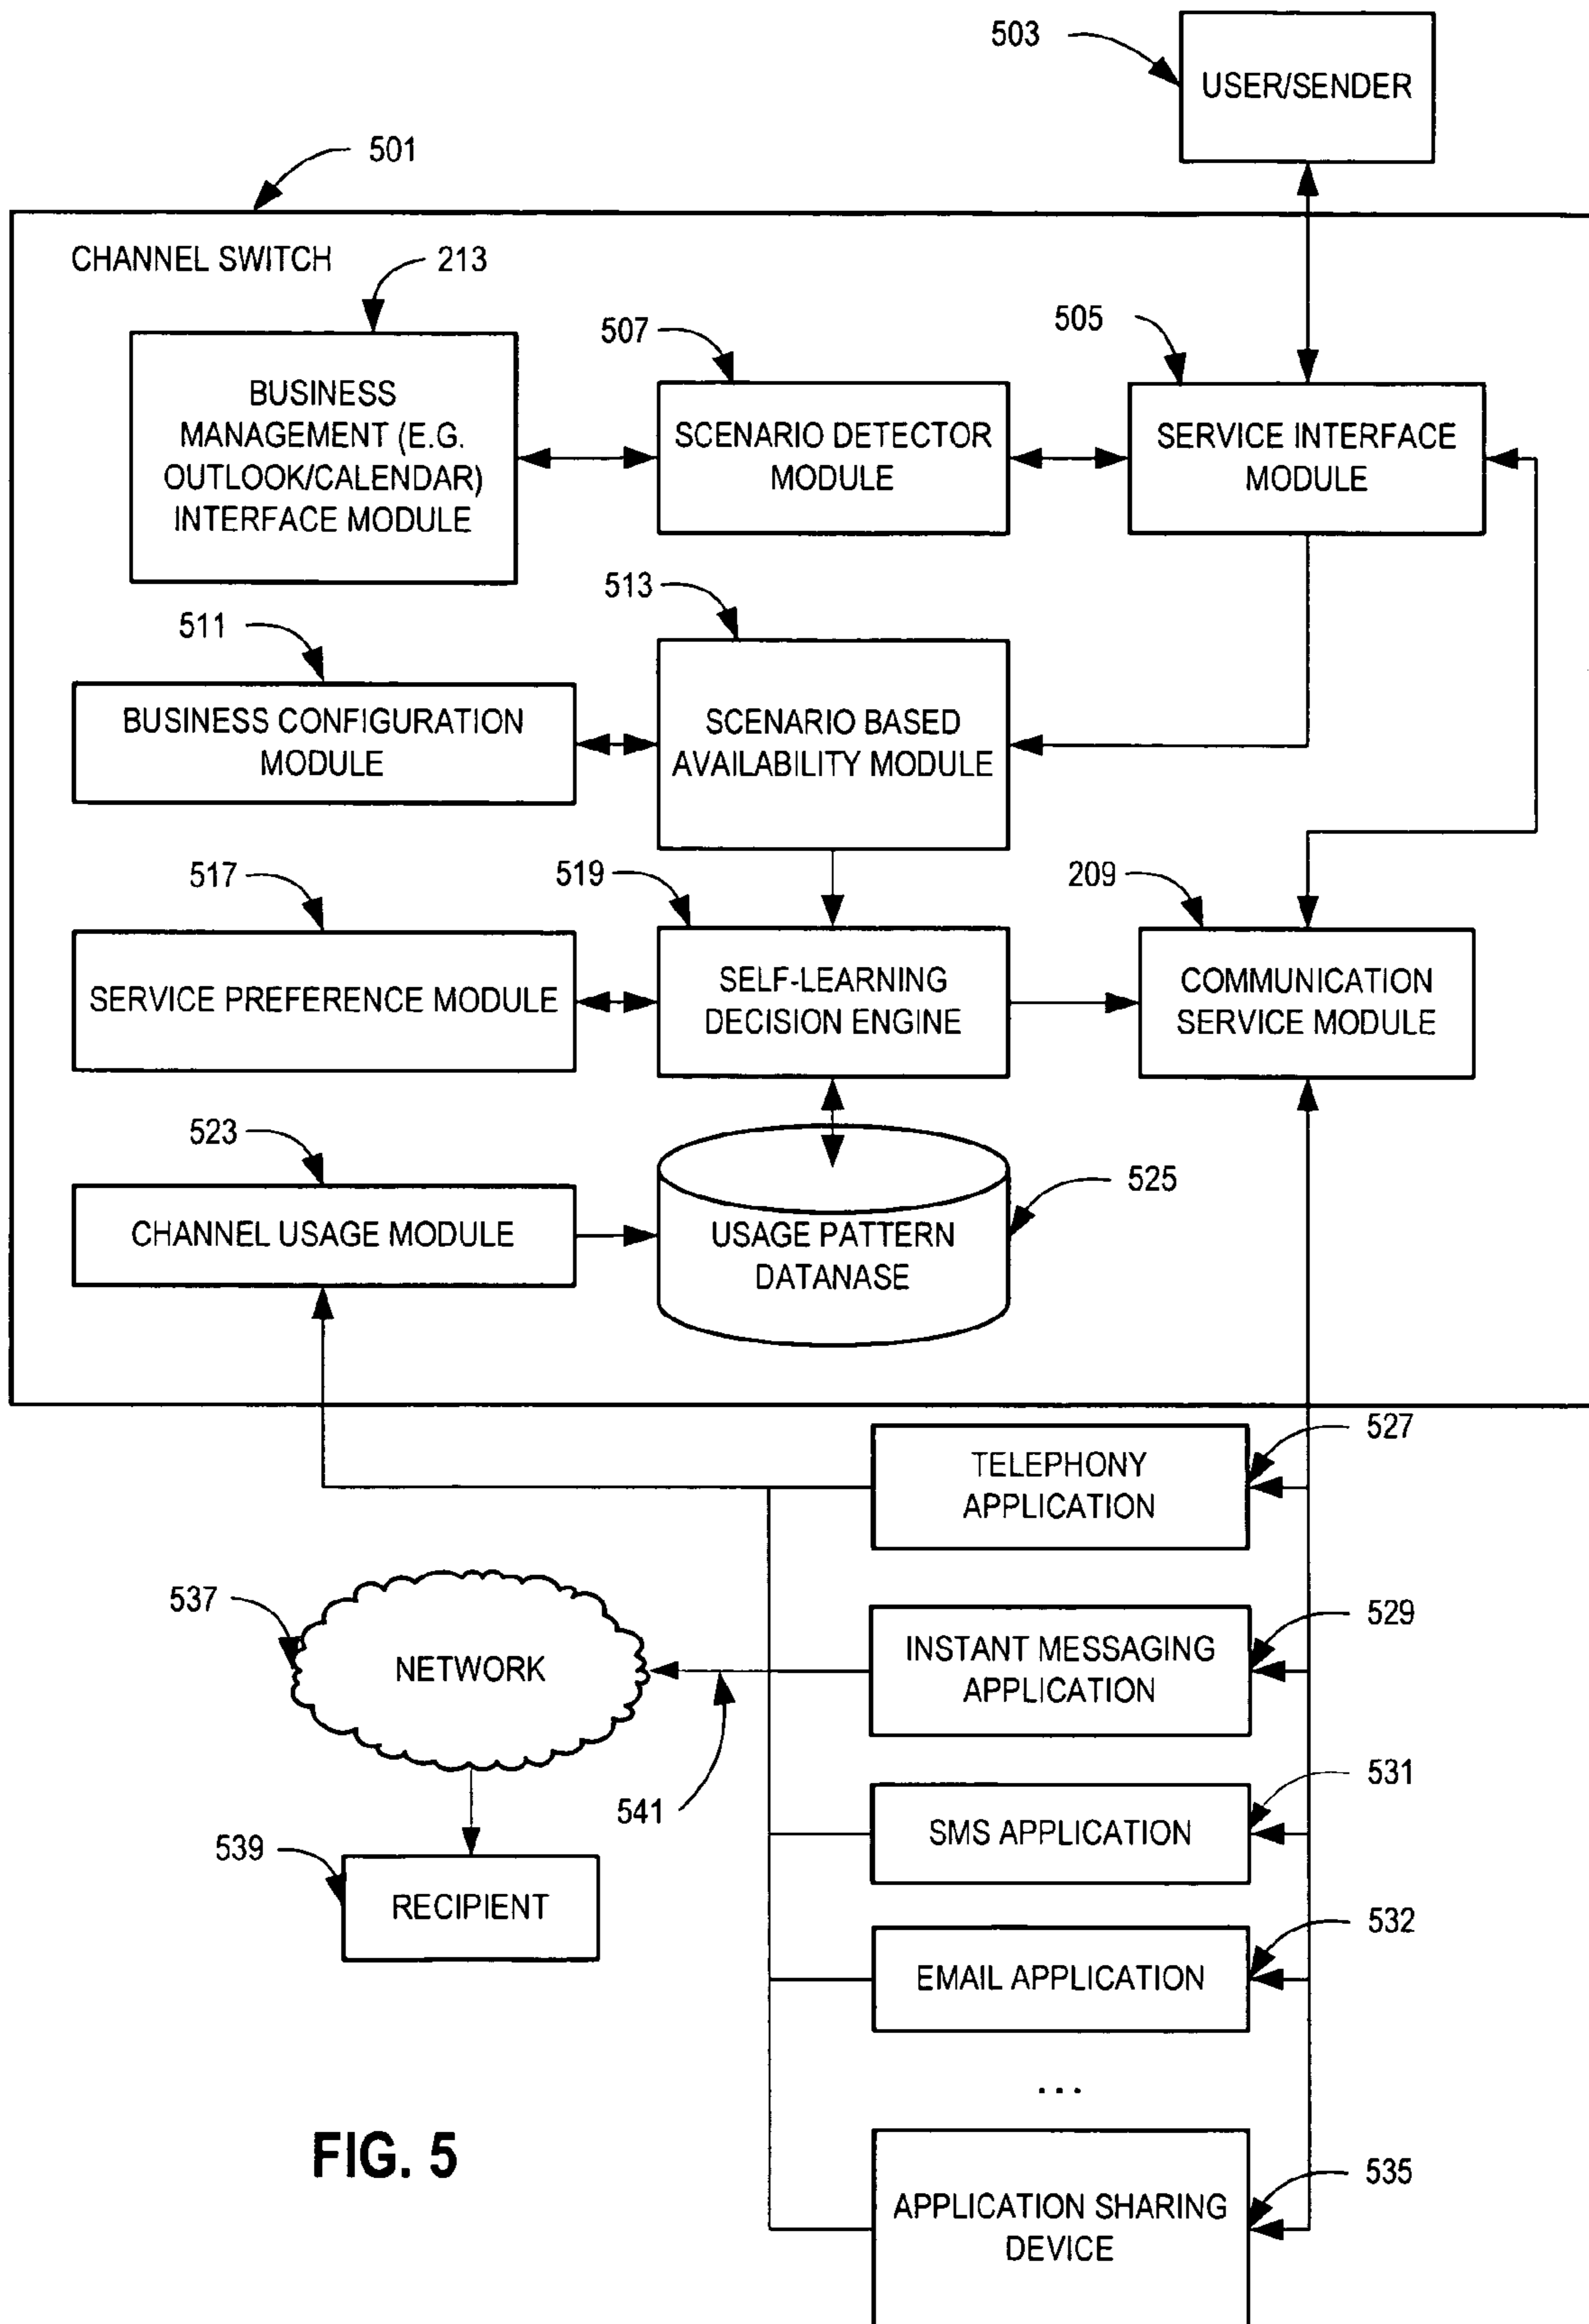 503
USER/SENDER
501
CHANNEL SWITCH
213
507
505
BUSINESS
MANAGEMENT (E.G.
OUTLOOK/CALENDAR)
INTERFACE MODULE
SCENARIO DETECTOR
MODULE
SERVICE INTERFACE
MODULE
513
511
BUSINESS CONFIGURATION
MODULE
SCENARIO BASED
AVAILABILITY MODULE
517
519
209
SERVICE PREFERENCE MODULE
SELF-LEARNING
DECISION ENGINE
COMMUNICATION
SERVICE MODULE
523
525
CHANNEL USAGE MODULE
USAGE PATTERN
DATANASE
527
TELEPHONY
APPLICATION
537
NETWORK
529
INSTANT MESSAGING
APPLICATION
541
531
SMS APPLICATION
539
RECIPIENT
532
EMAIL APPLICATION
...
FIG. 5
535
APPLICATION SHARING
DEVICE